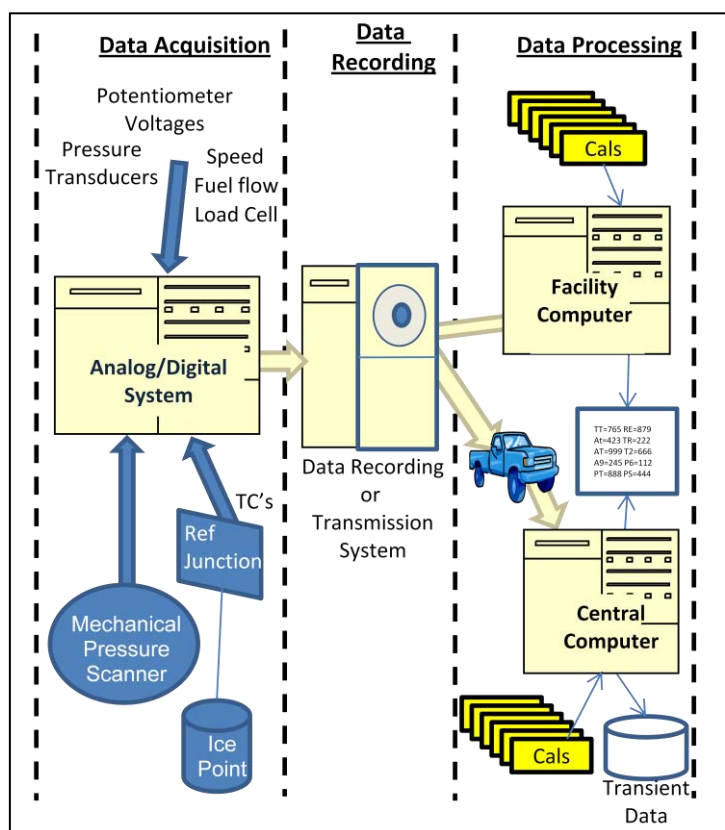 Data Acquisition
Data
Recording
Data Processing
Potentiometer
Voltages
Pressure
Transducers
Speed
Fuel flow
Load Cell
Analog/Digital
System
TC's
Ref
Junction
Mechanical
Pressure
Scanner
Ice
Point
Data Recording
or
Transmission
System
Cals
Facility
Computer
TT=765 RE=879
At=423 TR=222
AT=999 T2=666
A9=245 P6=112
PT=888 PS=444
Central
Computer
Cals
Transient
Data